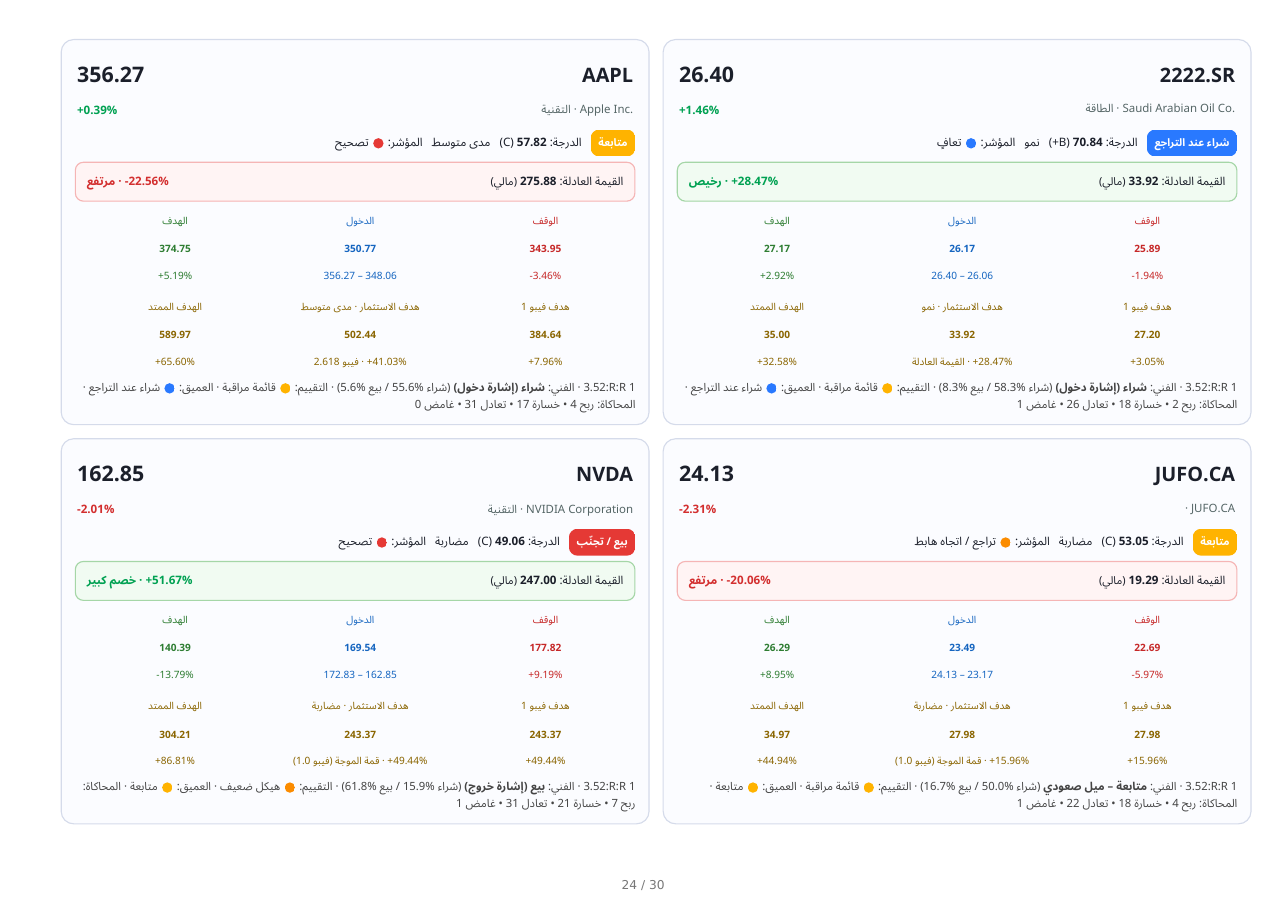 2222.SR
26.40
Saudi Arabian Oil Co. · الطاقة
+1.46%
شراء عند التراجع الدرجة: 70.84 (B+) نمو المؤشر: تعافٍ
القيمة العادلة: 33.92 (مالي) +28.47% · رخيص
الوقف الدخول الهدف
25.89 26.17 27.17
-1.94% 26.40 – 26.06 +2.92%
هدف فيبو 1 هدف الاستثمار · نمو الهدف الممتد
27.20 33.92 35.00
+3.05% +28.47% · القيمة العادلة +32.58%
1 3.52:R:R · الفني: شراء (إشارة دخول) (شراء 58.3% / بيع 8.3%) · التقييم: قائمة مراقبة · العميق: شراء عند التراجع ·
المحاكاة: ربح 2 • خسارة 18 • تعادل 26 • غامض 1
AAPL
356.27
Apple Inc. · التقنية
+0.39%
متابعة الدرجة: 57.82 (C) مدى متوسط المؤشر: تصحيح
القيمة العادلة: 275.88 (مالي) -22.56% · مرتفع
الوقف الدخول الهدف
343.95 350.77 374.75
-3.46% 356.27 – 348.06 +5.19%
هدف فيبو 1 هدف الاستثمار · مدى متوسط الهدف الممتد
384.64 502.44 589.97
+7.96% +41.03% · فيبو 2.618 +65.60%
1 3.52:R:R · الفني: شراء (إشارة دخول) (شراء 55.6% / بيع 5.6%) · التقييم: قائمة مراقبة · العميق: شراء عند التراجع ·
المحاكاة: ربح 4 • خسارة 17 • تعادل 31 • غامض 0
JUFO.CA
24.13
JUFO.CA ·
-2.31%
متابعة الدرجة: 53.05 (C) مضاربة المؤشر: تراجع / اتجاه هابط
القيمة العادلة: 19.29 (مالي) -20.06% · مرتفع
الوقف الدخول الهدف
22.69 23.49 26.29
-5.97% 24.13 – 23.17 +8.95%
هدف فيبو 1 هدف الاستثمار · مضاربة الهدف الممتد
27.98 27.98 34.97
+15.96% +15.96% · قمة الموجة (فيبو 1.0) +44.94%
1 3.52:R:R · الفني: متابعة – ميل صعودي (شراء 50.0% / بيع 16.7%) · التقييم: قائمة مراقبة · العميق: متابعة ·
المحاكاة: ربح 4 • خسارة 18 • تعادل 22 • غامض 1
NVDA
162.85
NVIDIA Corporation · التقنية
-2.01%
بيع / تجنّب الدرجة: 49.06 (C) مضاربة المؤشر: تصحيح
القيمة العادلة: 247.00 (مالي) +51.67% · خصم كبير
الوقف الدخول الهدف
177.82 169.54 140.39
+9.19% 172.83 – 162.85 -13.79%
هدف فيبو 1 هدف الاستثمار · مضاربة الهدف الممتد
243.37 243.37 304.21
+49.44% +49.44% · قمة الموجة (فيبو 1.0) +86.81%
1 3.52:R:R · الفني: بيع (إشارة خروج) (شراء 15.9% / بيع 61.8%) · التقييم: هيكل ضعيف · العميق: متابعة · المحاكاة:
ربح 7 • خسارة 21 • تعادل 31 • غامض 1
24 / 30